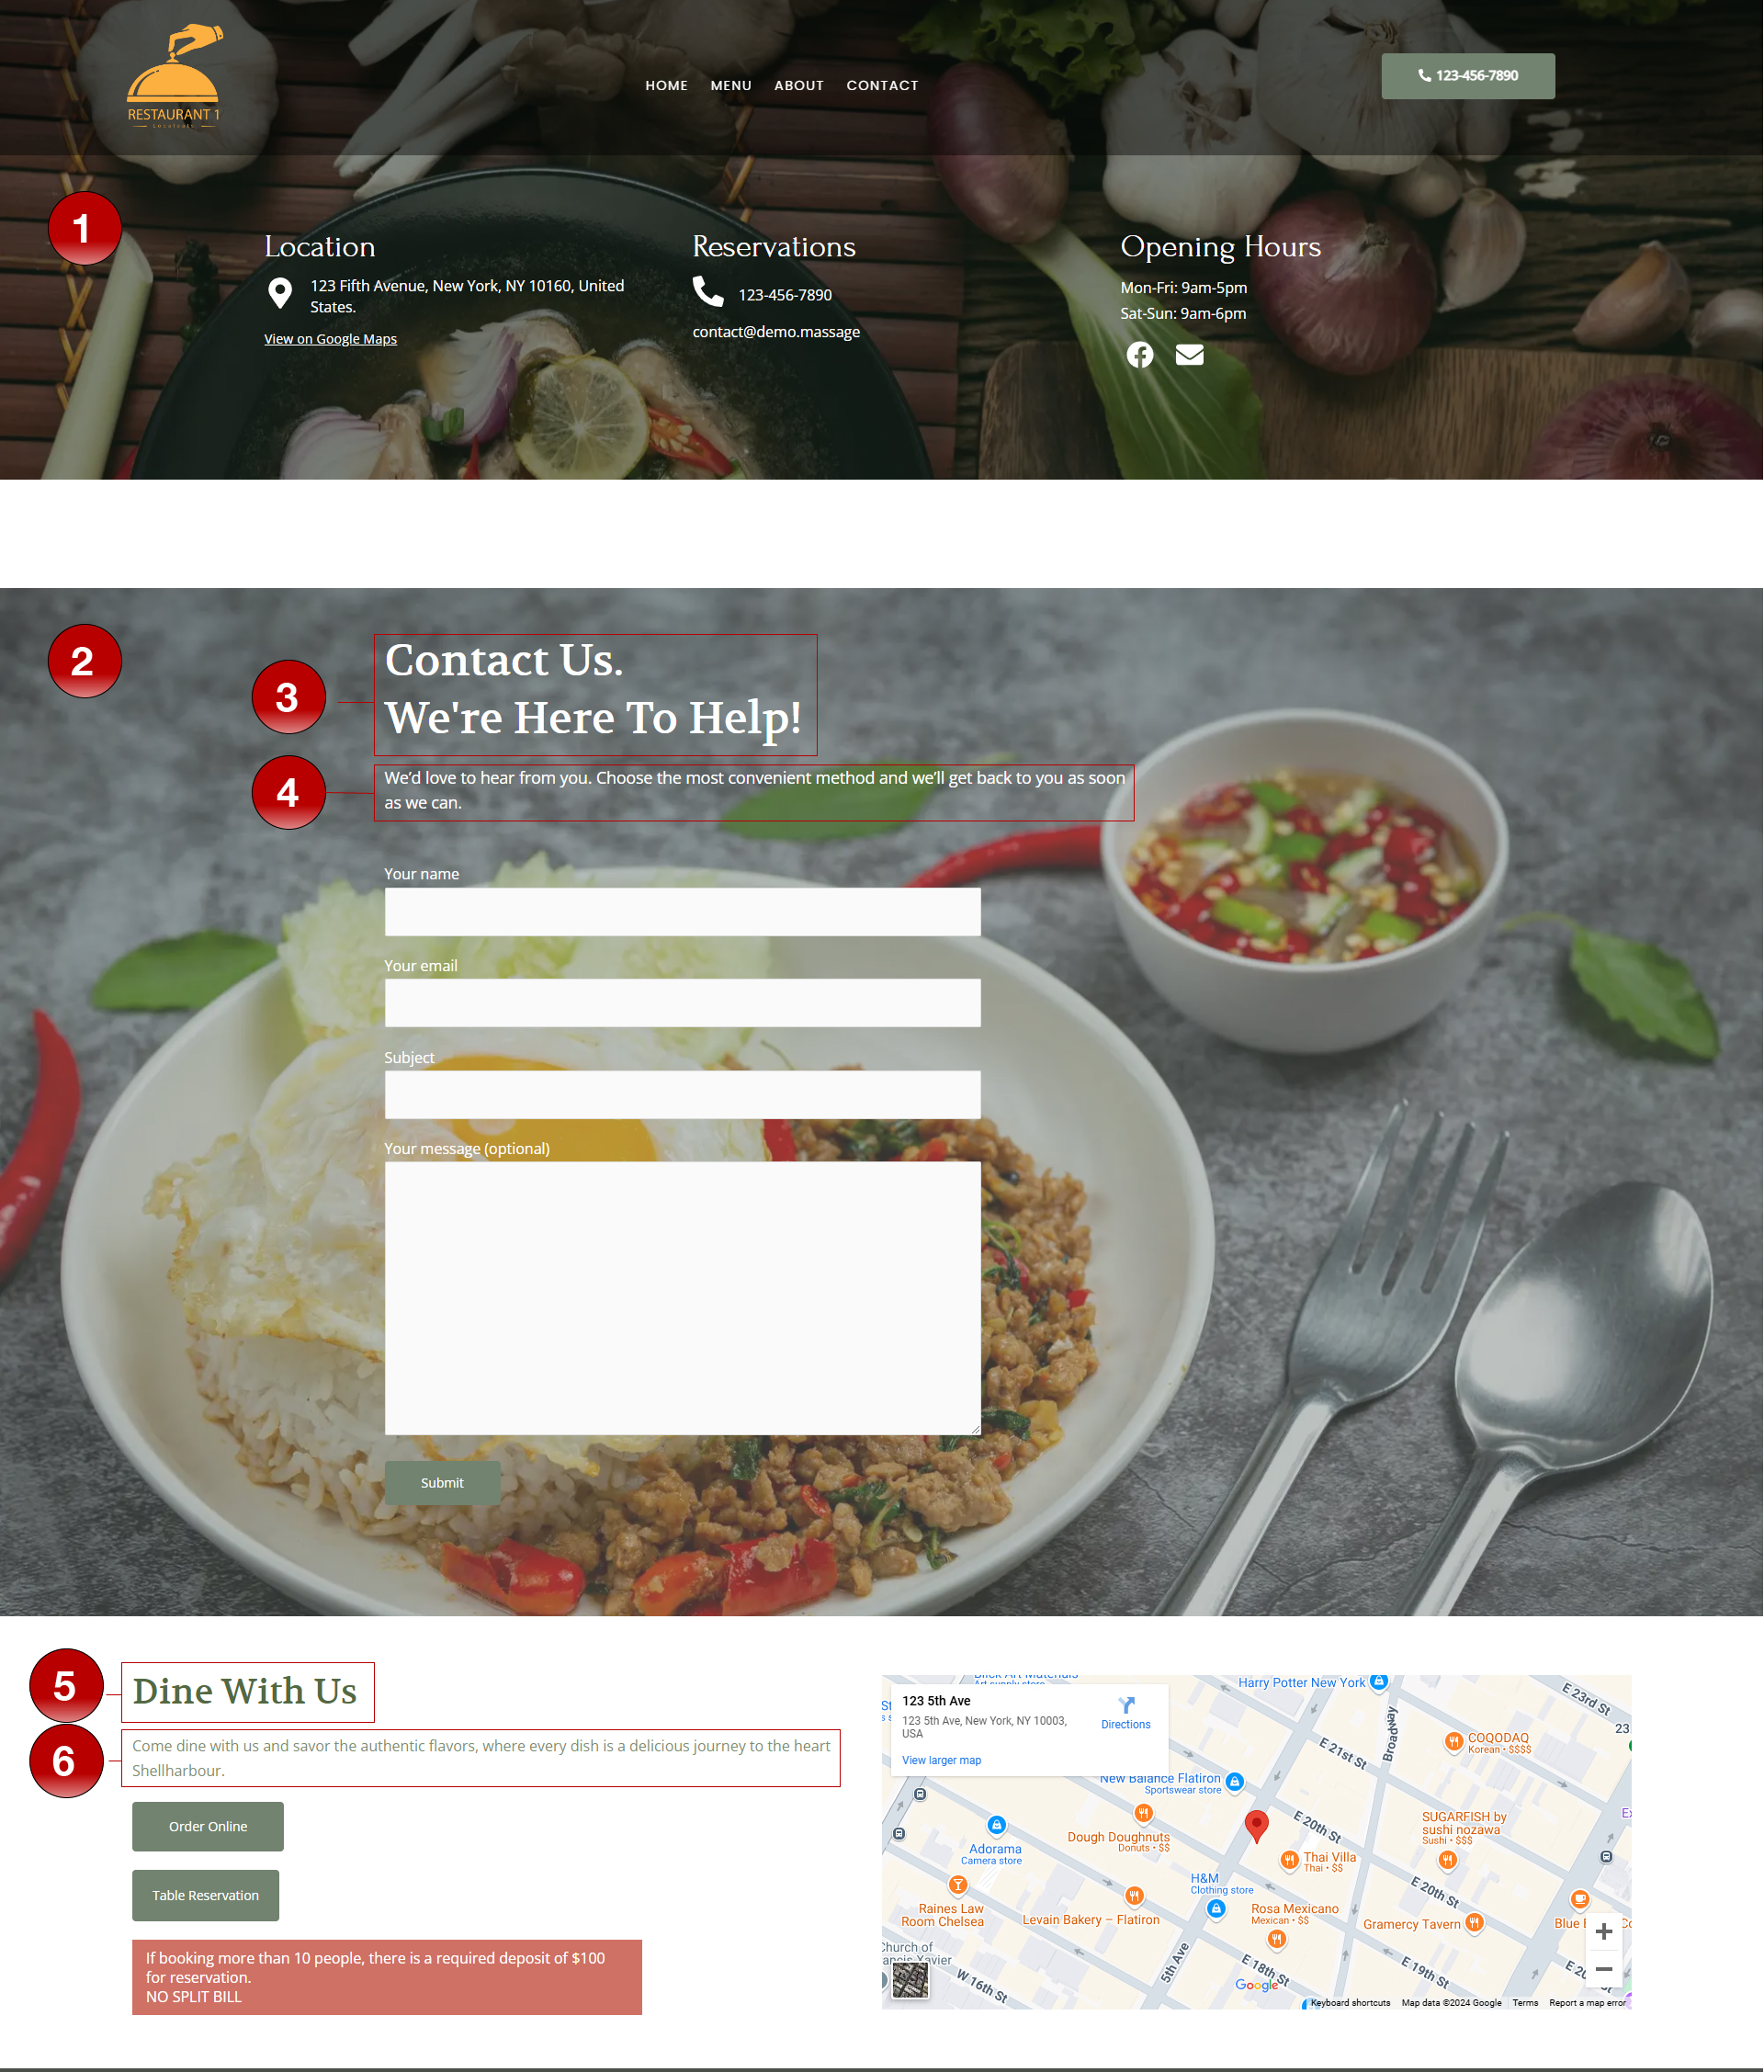 RESTAURANT 1
HOME MENU ABOUT CONTACT
123-456-7890
1
Location
123 Fifth Avenue, New York, NY 10160, United
States.
View on Google Maps
Reservations
123-456-7890
contact@demo.massage
Opening Hours
Mon-Fri: 9am-5pm
Sat-Sun: 9am-6pm
2
3
Contact Us.
We're Here To Help!
4
We’d love to hear from you. Choose the most convenient method and we’ll get back to you as soon
as we can.
Your name
Your email
Subject
Your message (optional)
Submit
5
Dine With Us
6
Come dine with us and savor the authentic flavors, where every dish is a delicious journey to the heart
Shellharbour.
Order Online
Table Reservation
If booking more than 10 people, there is a required deposit of $100
for reservation.
NO SPLIT BILL
123 5th Ave
123 5th Ave, New York, NY 10003,
USA
Directions
View larger map
Harry Potter New York
E 23rd St
23
Broadway
COQODAQ
Korean • $$$$
E 21st St
New Balance Flatiron
Sportswear store
E 20th St
SUGARFISH by
sushi nozawa
Sushi • $$$
Dough Doughnuts
Donuts • $$
Adorama
Camera store
Thai Villa
Thai • $$
H&M
Clothing store
E 20th St
Raines Law
Room Chelsea
Levain Bakery – Flatiron
Rosa Mexicano
Mexican • $$
Gramercy Tavern
Church of
5th Ave
E 18th St
E 19th St
W 16th St
Google
Keyboard shortcuts
Map data ©2024 Google
Terms
Report a map error